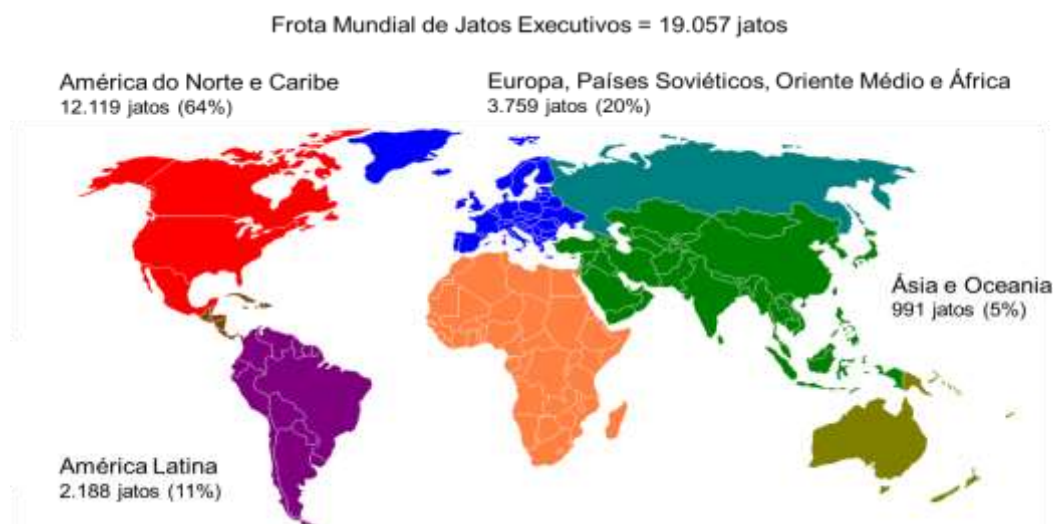 Frota Mundial de Jatos Executivos = 19.057 jatos
América do Norte e Caribe
12.119 jatos (64%)
Europa, Países Soviéticos, Oriente Médio e África
3.759 jatos (20%)
Ásia e Oceania
991 jatos (5%)
América Latina
2.188 jatos (11%)